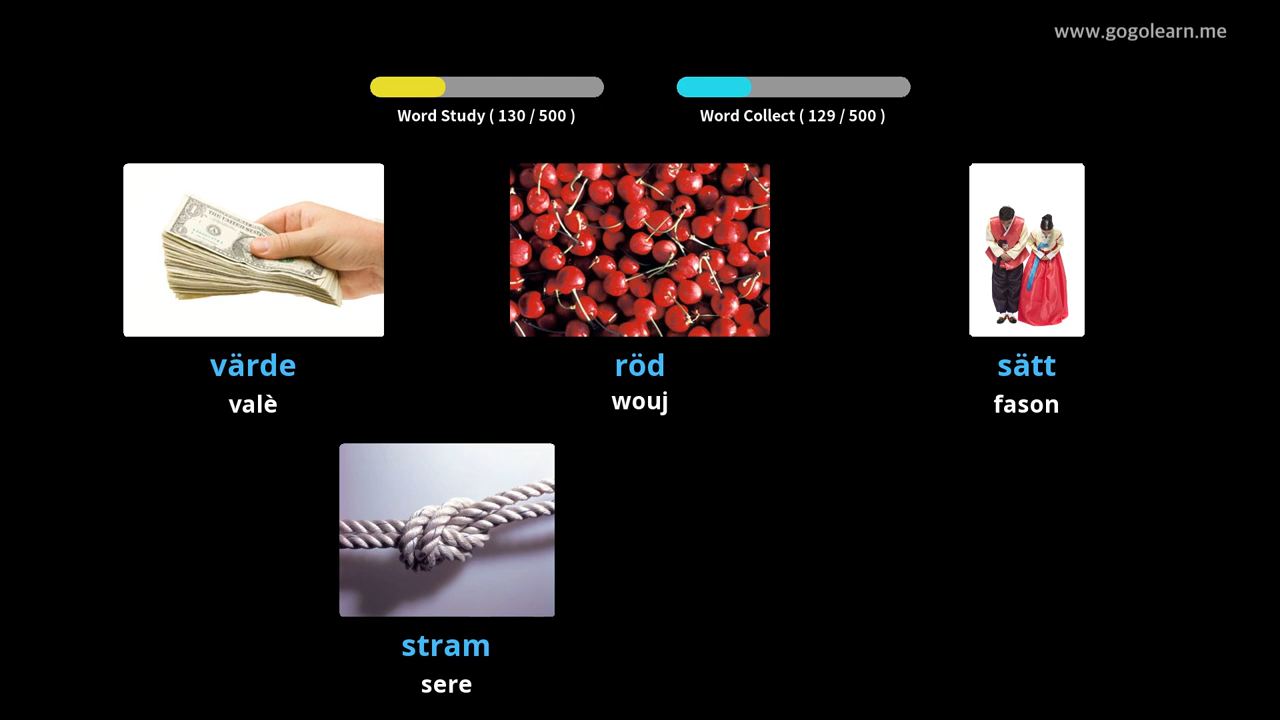 www.gogolearn.me
Word Study ( 130 / 500 )
Word Collect ( 129 / 500 )
värde
valè
röd
wouj
sätt
fason
stram
sere